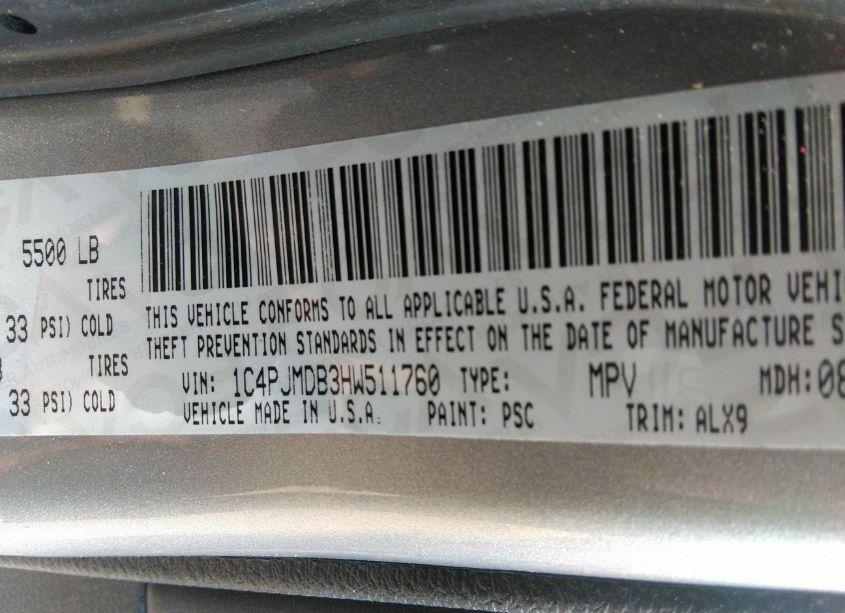 5500 LB
TIRES
33 PSI) COLD
TIRES
33 PSI) COLD
THIS VEHICLE CONFORMS TO ALL APPLICABLE U.S.A. FEDERAL MOTOR VEHI
THEFT PREVENTION STANDARDS IN EFFECT ON THE DATE OF MANUFACTURE S
VIN: 1C4PJMDB3HW511760 TYPE: MPV MDH:08
VEHICLE MADE IN U.S.A. PAINT: PSC TRIM: ALX9